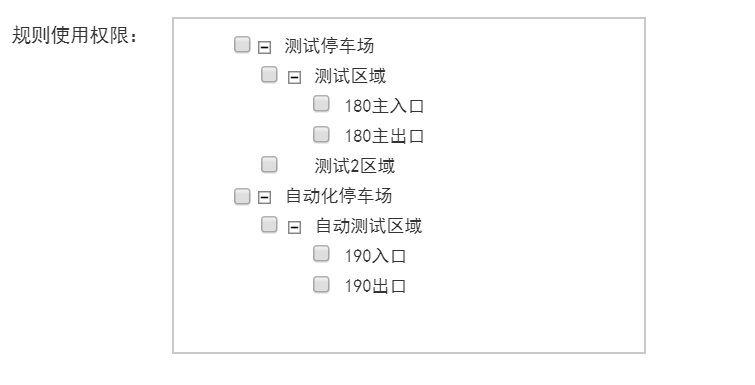 规则使用权限：
测试停车场
测试区域
180主入口
180主出口
测试2区域
自动化停车场
自动测试区域
190入口
190出口